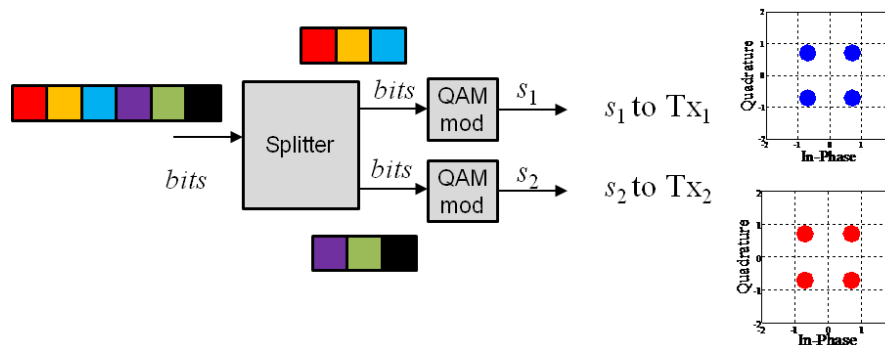 bits
Splitter
bits
QAM
mod
s1
s1 to Tx1
bits
QAM
mod
s2
s2 to Tx2
2
1
0
-1
-2
-2
-1
0
1
Quadrature
In-Phase
2
1
0
-1
-2
-2
-1
0
1
Quadrature
In-Phase